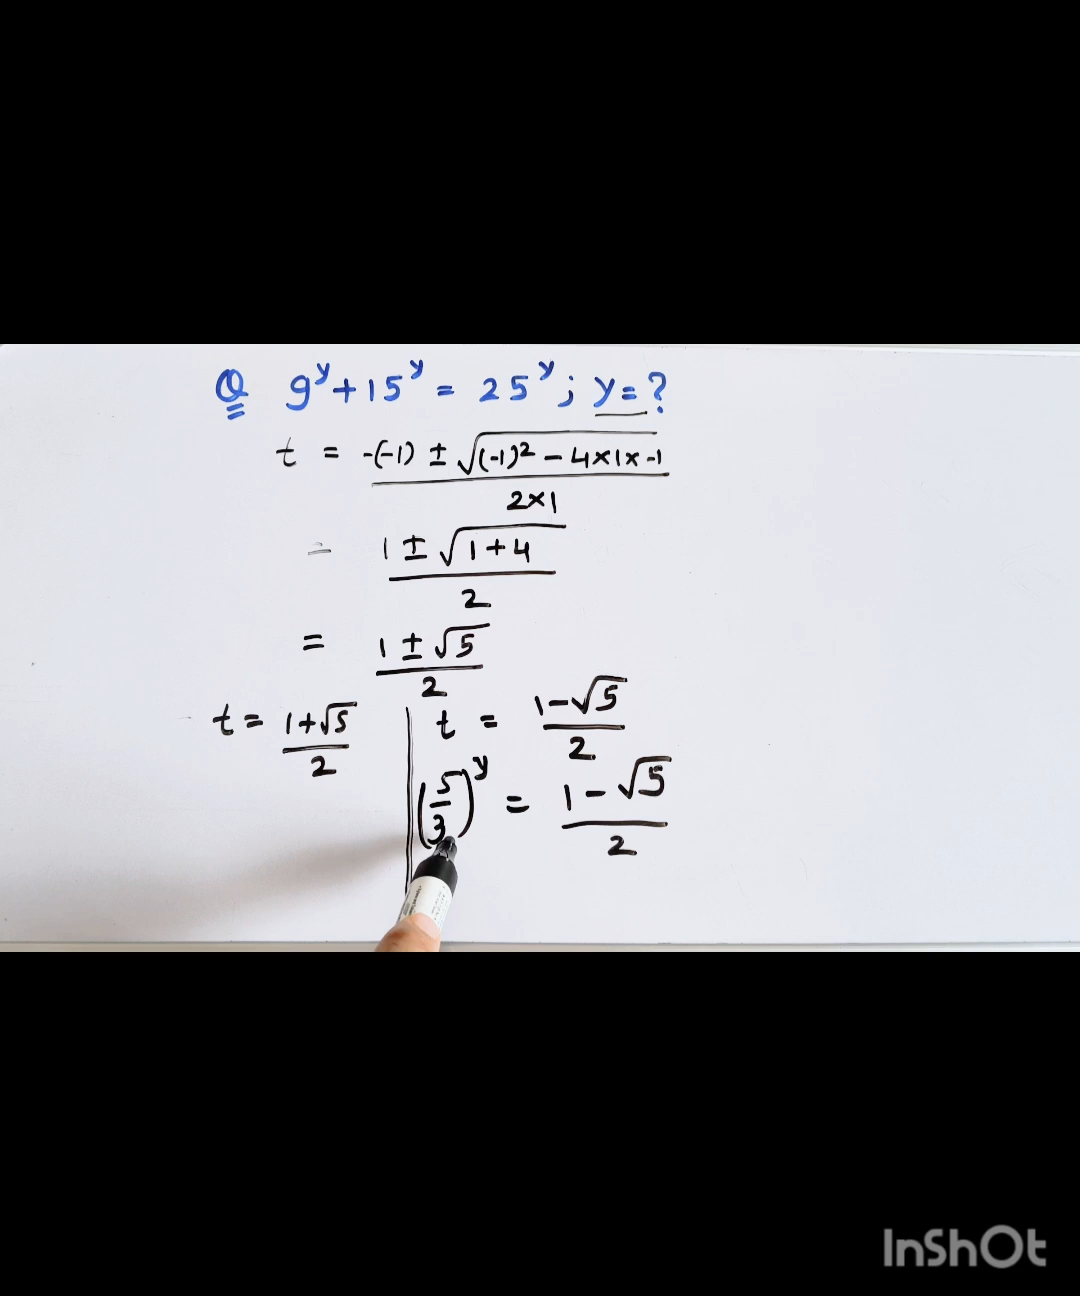 Q 9^y + 15^y = 25^y ; y = ?
t = -(-1) ± √((-1)² - 4×1×-1) / 2×1
= 1 ± √(1+4) / 2
= 1 ± √5 / 2
t = 1+√5 / 2
t = 1-√5 / 2
(5/3)^y = 1-√5 / 2
InShOt